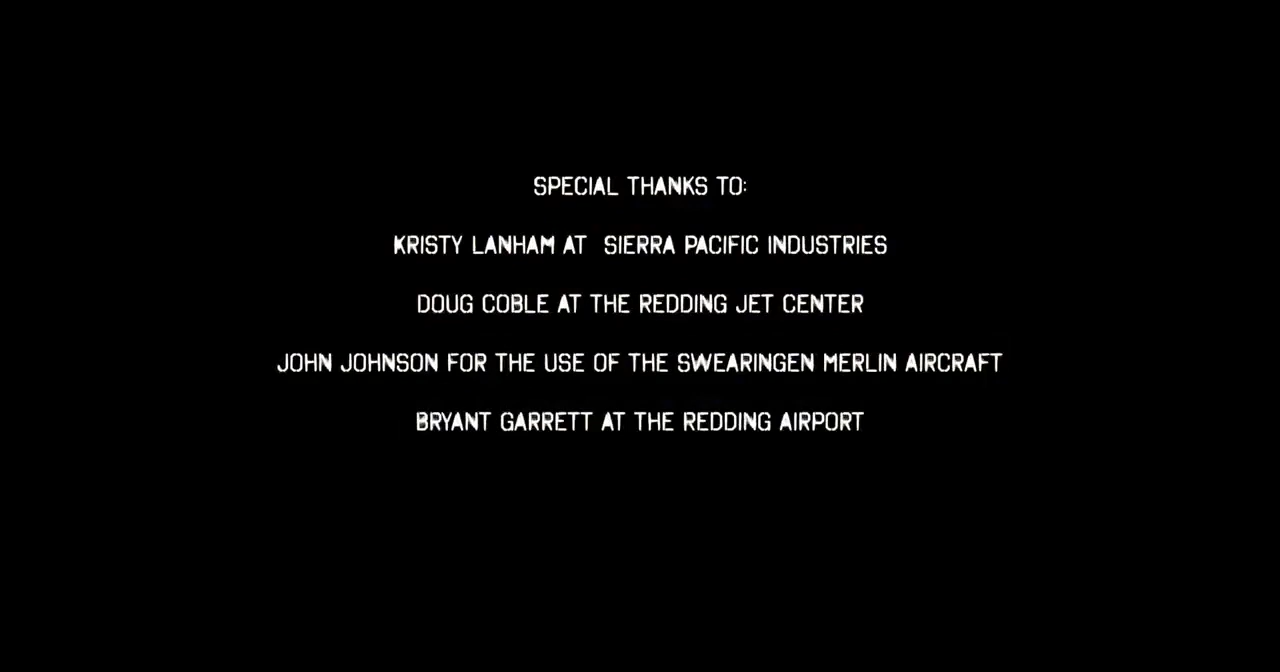 SPECIAL THANKS TO:
KRISTY LANHAM AT  SIERRA PACIFIC INDUSTRIES
DOUG COBLE AT THE REDDING JET CENTER
JOHN JOHNSON FOR THE USE OF THE SWEARINGEN MERLIN AIRCRAFT
BRYANT GARRETT AT THE REDDING AIRPORT